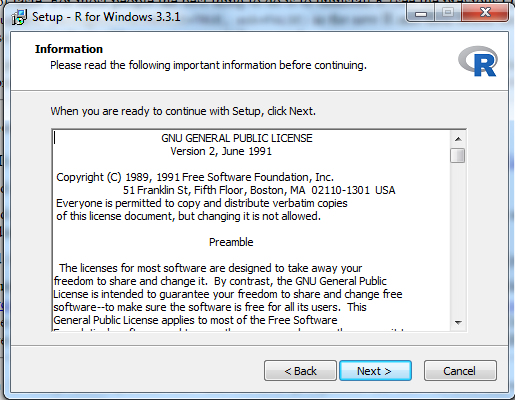 Setup - R for Windows 3.3.1
Information
Please read the following important information before continuing.
R
When you are ready to continue with Setup, click Next.
GNU GENERAL PUBLIC LICENSE
Version 2, June 1991
Copyright (C) 1989, 1991 Free Software Foundation, Inc.
51 Franklin St, Fifth Floor, Boston, MA  02110-1301  USA
Everyone is permitted to copy and distribute verbatim copies
of this license document, but changing it is not allowed.
Preamble
The licenses for most software are designed to take away your
freedom to share and change it.  By contrast, the GNU General Public
License is intended to guarantee your freedom to share and change free
software--to make sure the software is free for all its users.  This
General Public License applies to most of the Free Software
< Back
Next >
Cancel